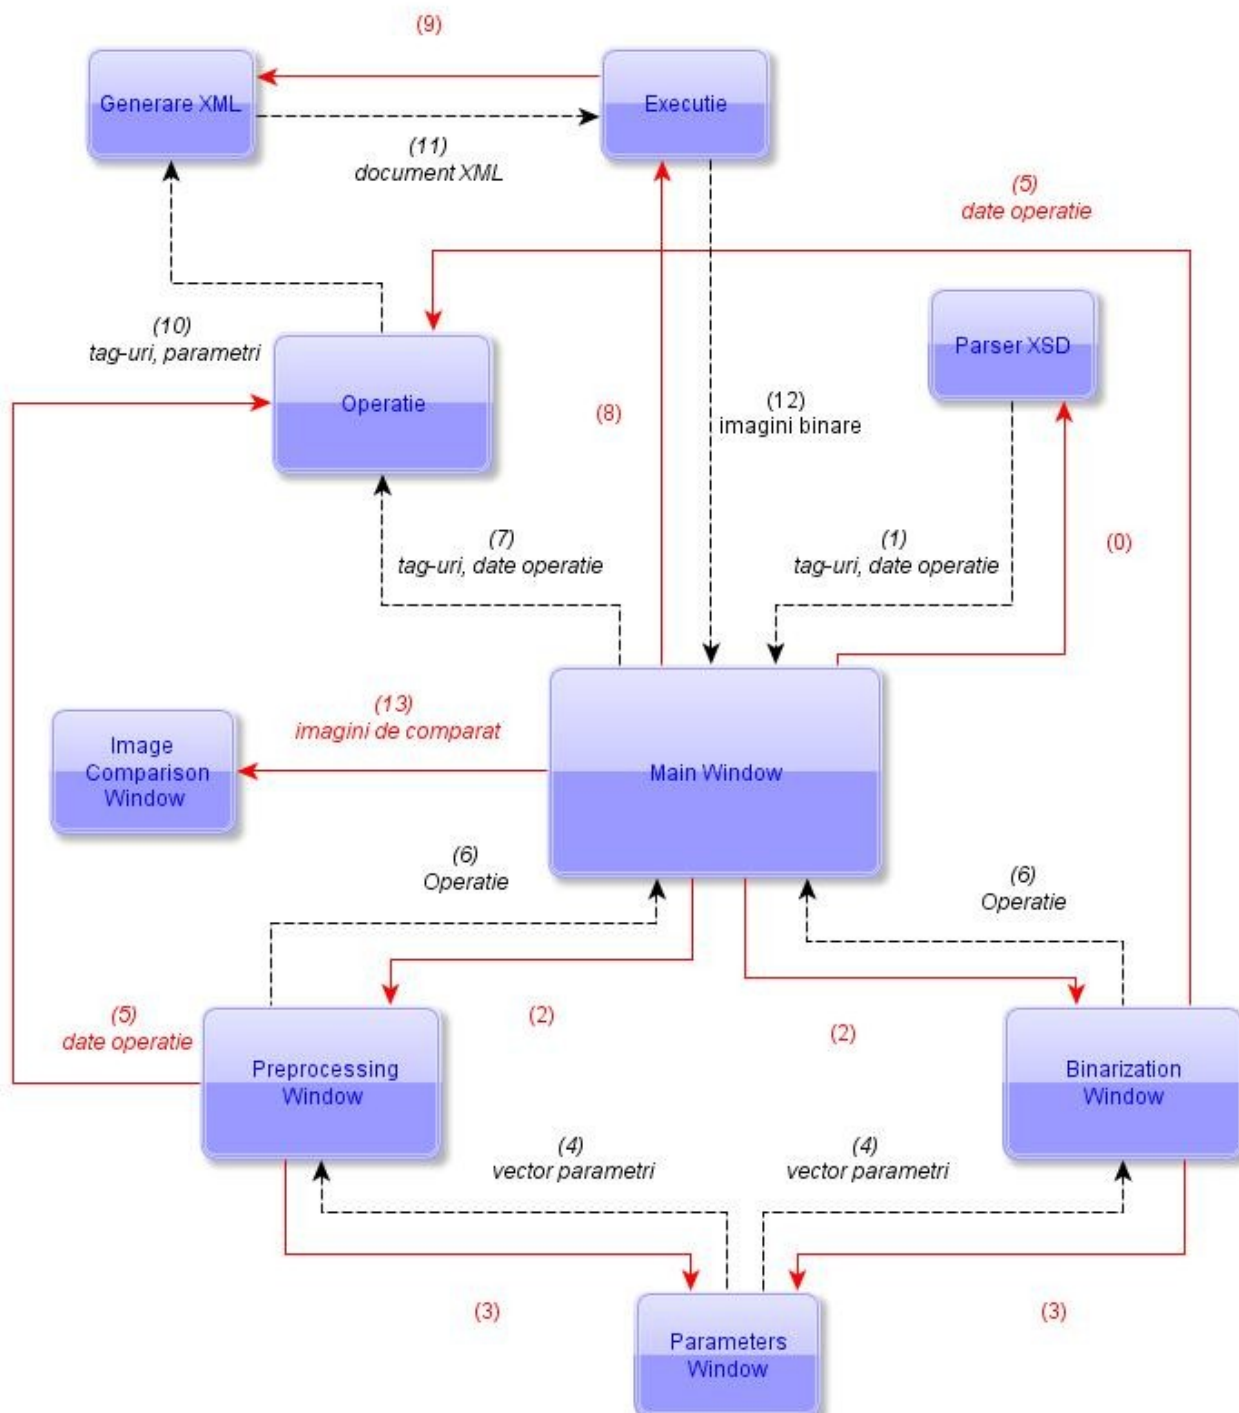 (9)
Generare XML
Executie
(11)
document XML
(5)
date operatie
(10)
tag-uri, parametri
Parser XSD
Operatie
(8)
(12)
imagini binare
(7)
tag-uri, date operatie
(1)
tag-uri, date operatie
(0)
(13)
imagini de comparat
Image
Comparison
Window
Main Window
(6)
Operatie
(6)
Operatie
(5)
date operatie
(2)
(2)
Preprocessing
Window
Binarization
Window
(4)
vector parametri
(4)
vector parametri
(3)
(3)
Parameters
Window